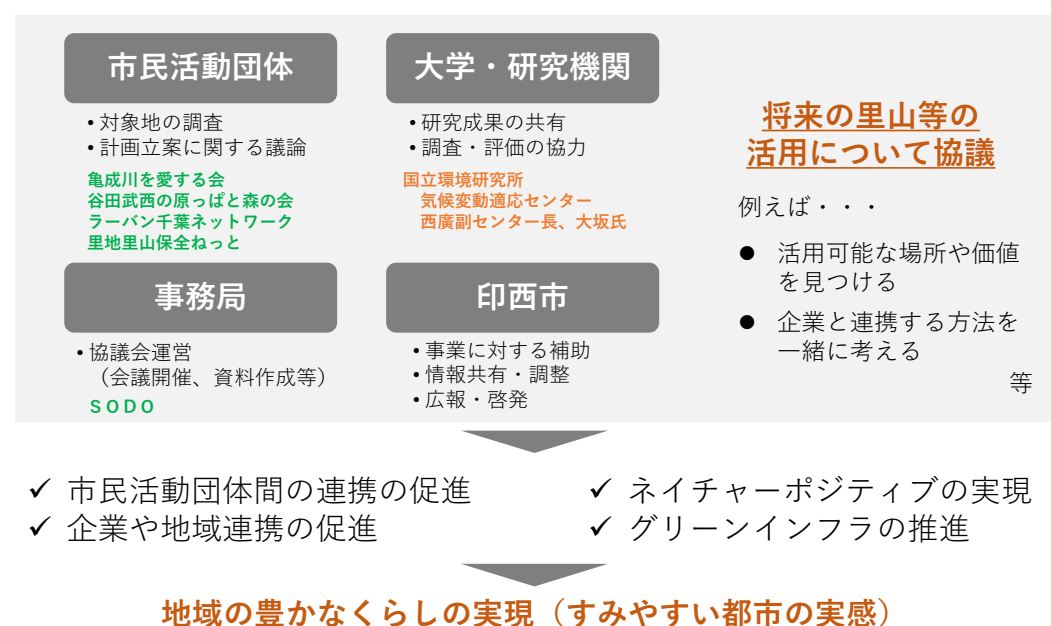 市民活動団体
• 対象地の調査
• 計画立案に関する議論
亀成川を愛する会
谷田武西の原っぱと森の会
ラーバン千葉ネットワーク
里地里山保全ねっと
大学・研究機関
• 研究成果の共有
• 調査・評価の協力
国立環境研究所
気候変動適応センター
西廣副センター長、大坂氏
事務局
• 協議会運営
（会議開催、資料作成等）
SODO
印西市
• 事業に対する補助
• 情報共有・調整
• 広報・啓発
将来の里山等の
活用について協議
例えば・・・
● 活用可能な場所や価値
を見つける
● 企業と連携する方法を
一緒に考える
等
✓ 市民活動団体間の連携の促進
✓ 企業や地域連携の促進
✓ ネイチャーポジティブの実現
✓ グリーンインフラの推進
地域の豊かなくらしの実現（すみやすい都市の実感）